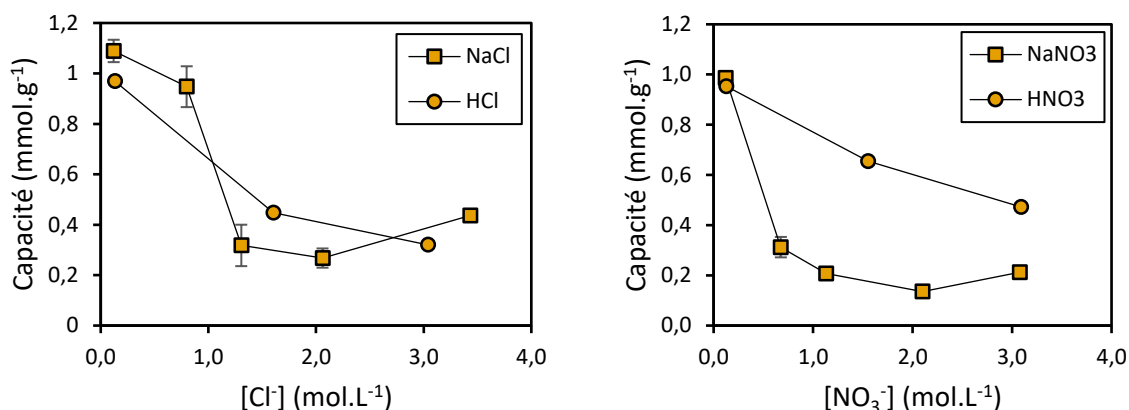 Capacité (mmol.g⁻¹)
1,2
1
0,8
0,6
0,4
0,2
0
0,0 1,0 2,0 3,0 4,0
[Cl⁻] (mol.L⁻¹)
NaCl
HCl
Capacité (mmol.g⁻¹)
1,2
1,0
0,8
0,6
0,4
0,2
0,0
0,0 1,0 2,0 3,0 4,0
[NO₃⁻] (mol.L⁻¹)
NaNO3
HNO3